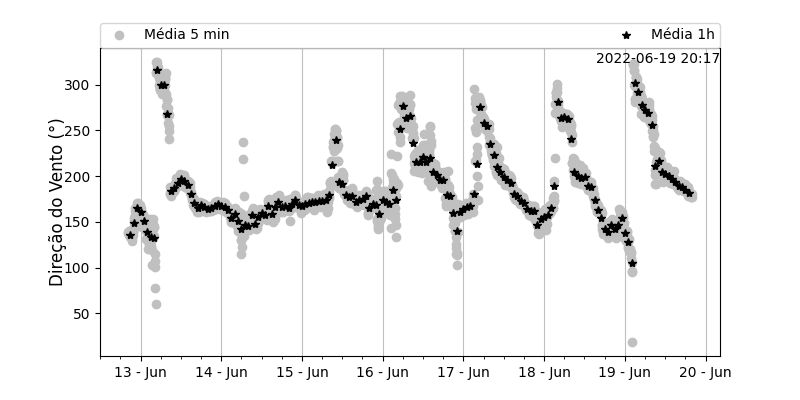 Média 5 min
Média 1h
2022-06-19 20:17
Direção do Vento (°)
300
250
200
150
100
50
13 - Jun
14 - Jun
15 - Jun
16 - Jun
17 - Jun
18 - Jun
19 - Jun
20 - Jun